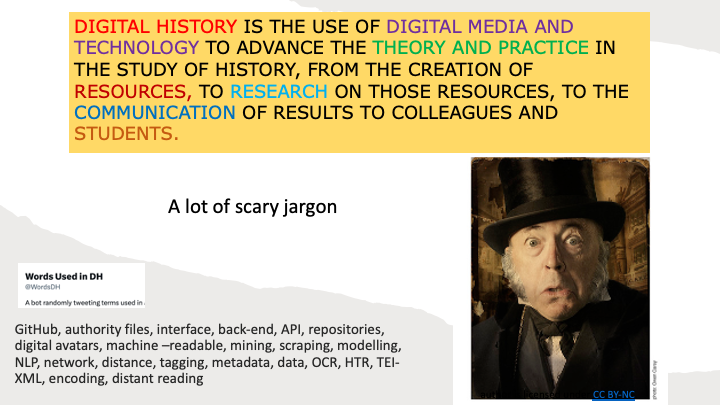 DIGITAL HISTORY IS THE USE OF DIGITAL MEDIA AND
TECHNOLOGY TO ADVANCE THE THEORY AND PRACTICE IN
THE STUDY OF HISTORY, FROM THE CREATION OF
RESOURCES, TO RESEARCH ON THOSE RESOURCES, TO THE
COMMUNICATION OF RESULTS TO COLLEAGUES AND
STUDENTS.
A lot of scary jargon
Words Used in DH
@WordsDH
A bot randomly tweeting terms used in
GitHub, authority files, interface, back-end, API, repositories,
digital avatars, machine –readable, mining, scraping, modelling,
NLP, network, distance, tagging, metadata, data, OCR, HTR, TEI-
XML, encoding, distant reading
CC BY-NC